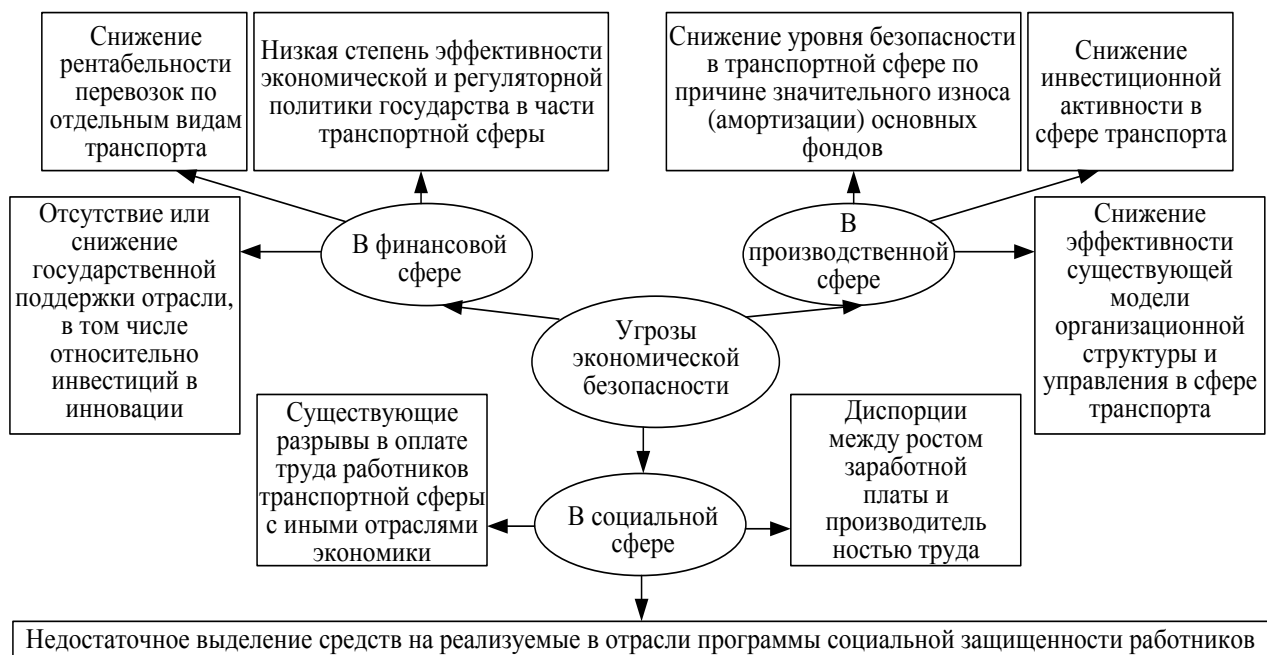 Снижение
рентабельности
перевозок по
отдельным видам
транспорта
Низкая степень эффективности
экономической и регуляторной
политики государства в части
транспортной сферы
Снижение уровня безопасности
в транспортной сфере по
причине значительного износа
(амортизации) основных
фондов
Снижение
инвестиционной
активности в
сфере транспорта
Отсутствие или
снижение
государственной
поддержки отрасли,
в том числе
относительно
инвестиций в
инновации
В финансовой
сфере
В
производственной
сфере
Снижение
эффективности
существующей
модели
организационной
структуры и
управления в сфере
транспорта
Угрозы
экономической
безопасности
Существующие
разрывы в оплате
труда работников
транспортной сферы
с иными отраслями
экономики
В социальной
сфере
Диспорции
между ростом
заработной
платы и
производитель
ностью труда
Недостаточное выделение средств на реализуемые в отрасли программы социальной защищенности работников